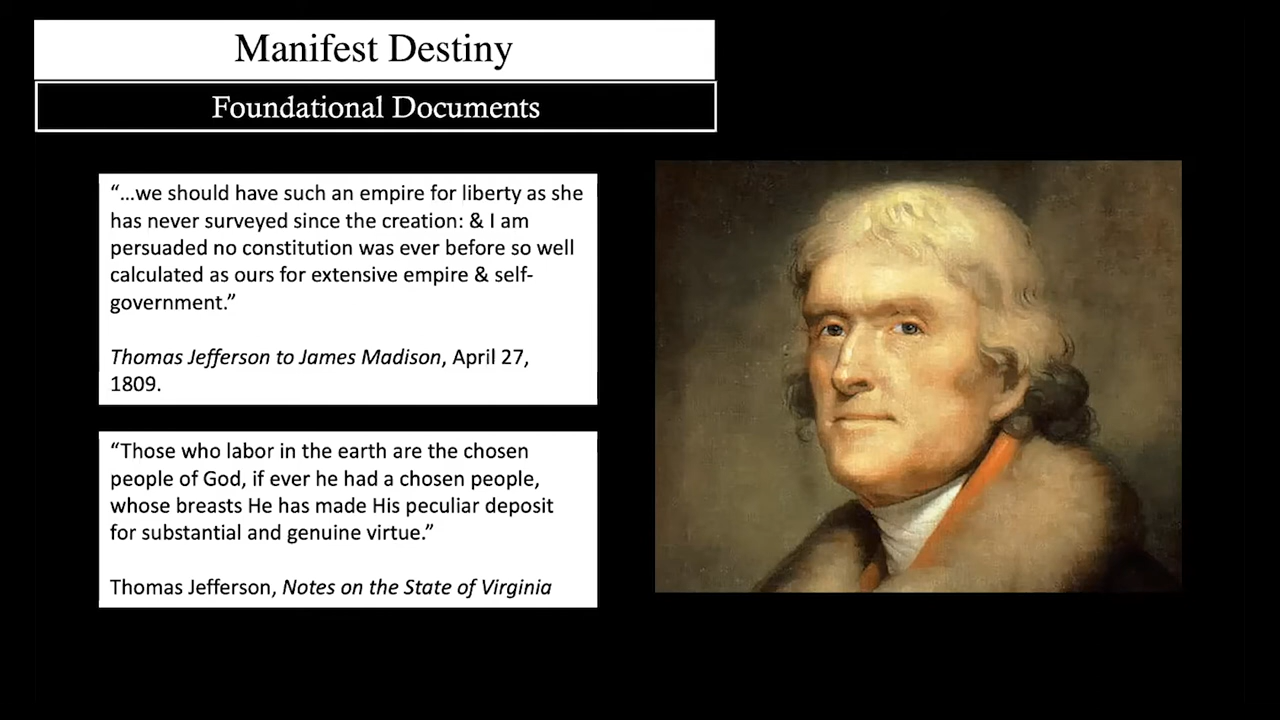 Manifest Destiny
Foundational Documents
“…we should have such an empire for liberty as she
has never surveyed since the creation: & I am
persuaded no constitution was ever before so well
calculated as ours for extensive empire & self-
government.”
Thomas Jefferson to James Madison, April 27,
1809.
“Those who labor in the earth are the chosen
people of God, if ever he had a chosen people,
whose breasts He has made His peculiar deposit
for substantial and genuine virtue.”
Thomas Jefferson, Notes on the State of Virginia